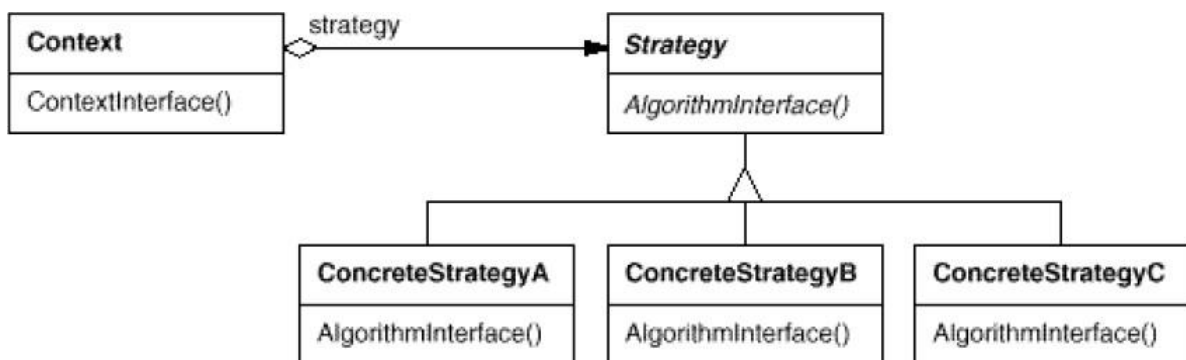 strategy
Context
Strategy
ContextInterface()
AlgorithmInterface()
ConcreteStrategyA
ConcreteStrategyB
ConcreteStrategyC
AlgorithmInterface()
AlgorithmInterface()
AlgorithmInterface()